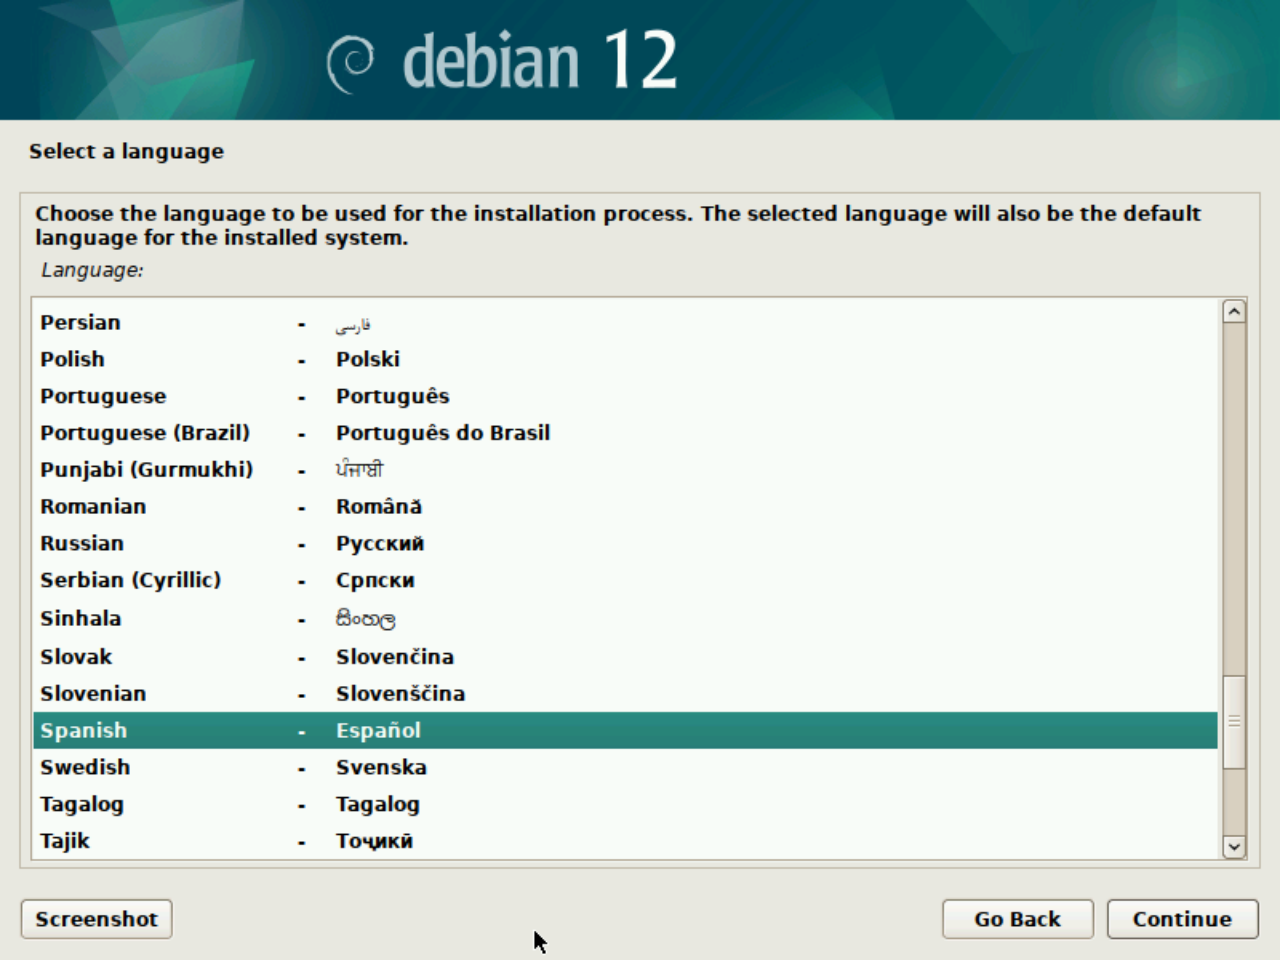 debian 12
Select a language
Choose the language to be used for the installation process. The selected language will also be the default
language for the installed system.
Language:
Persian - فارسی
Polish - Polski
Portuguese - Português
Portuguese (Brazil) - Português do Brasil
Punjabi (Gurmukhi) - ਪੰਜਾਬੀ
Romanian - Română
Russian - Русский
Serbian (Cyrillic) - Српски
Sinhala - සිංහල
Slovak - Slovenčina
Slovenian - Slovenščina
Spanish - Español
Swedish - Svenska
Tagalog - Tagalog
Tajik - Тоҷикӣ
Screenshot Go Back Continue